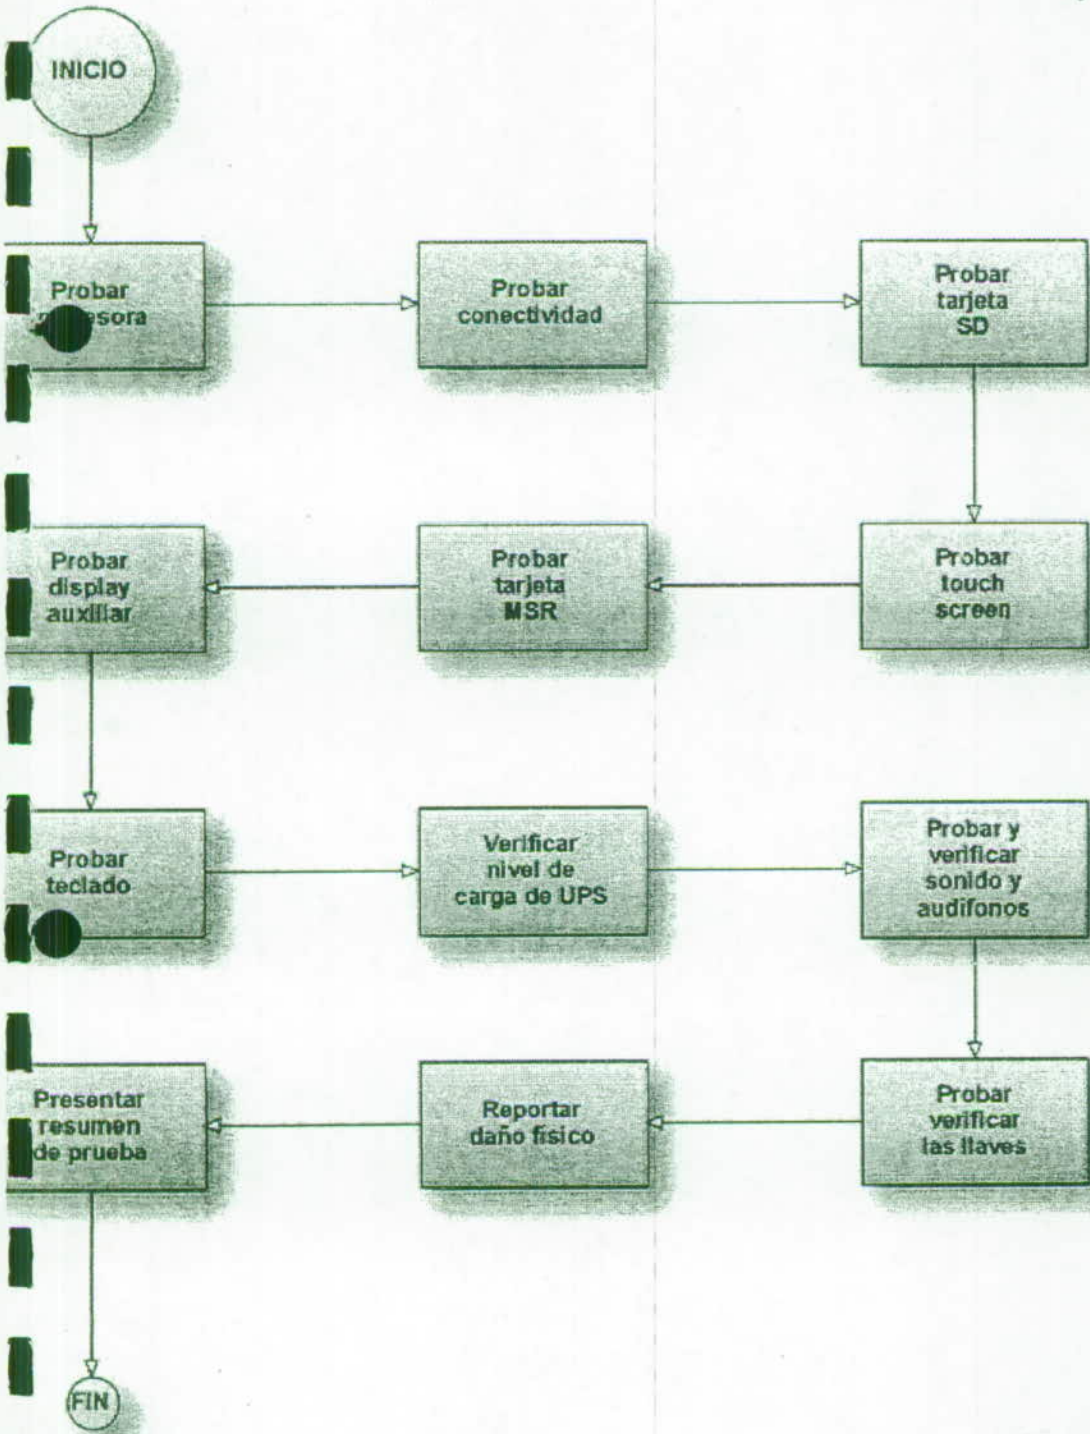 INICIO
Probar
Probar
conectividad
Probar
tarjeta
SD
Probar
display
auxiliar
Probar
tarjeta
MSR
Probar
touch
screen
Probar
teclado
Verificar
nivel de
carga de UPS
Probar y
verificar
sonido y
audífonos
Presentar
resumen
de prueba
Reportar
daño físico
Probar
verificar
las llaves
FIN